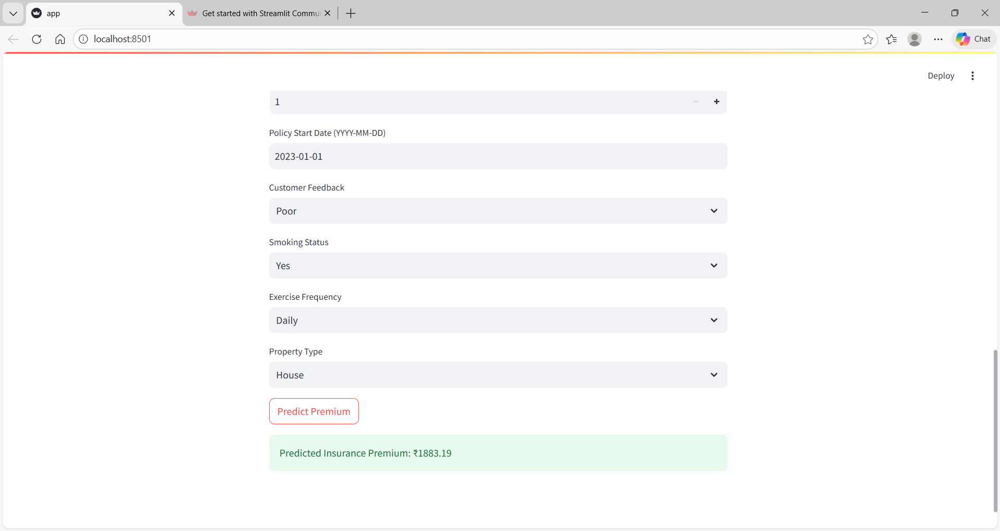 app
Get started with Streamlit Commu
localhost:8501
Chat
Deploy
1
Policy Start Date (YYYY-MM-DD)
2023-01-01
Customer Feedback
Poor
Smoking Status
Yes
Exercise Frequency
Daily
Property Type
House
Predict Premium
Predicted Insurance Premium: ₹1883.19